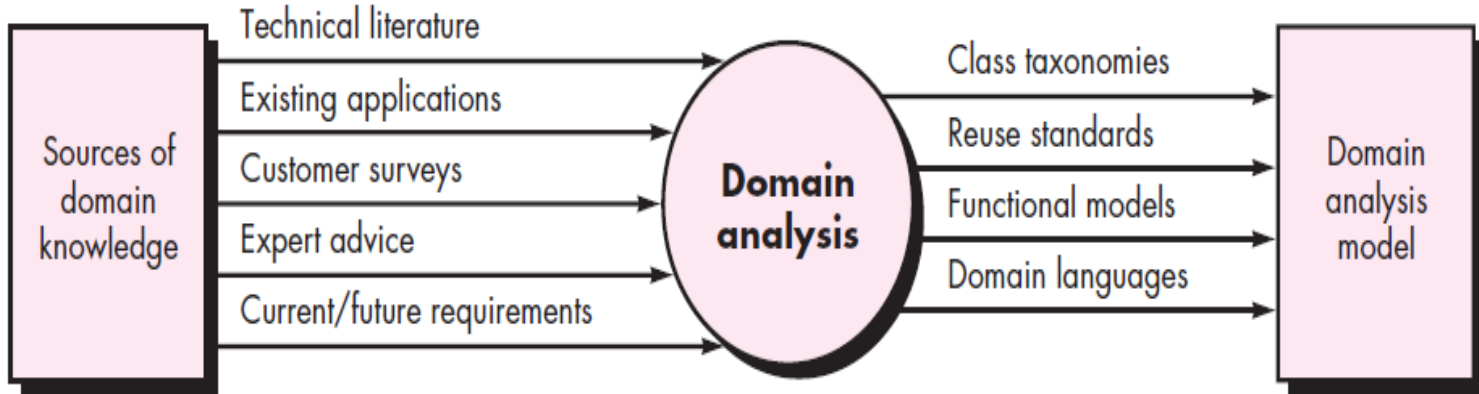 Sources of
domain
knowledge
Technical literature
Existing applications
Customer surveys
Expert advice
Current/future requirements
Domain
analysis
Class taxonomies
Reuse standards
Functional models
Domain languages
Domain
analysis
model